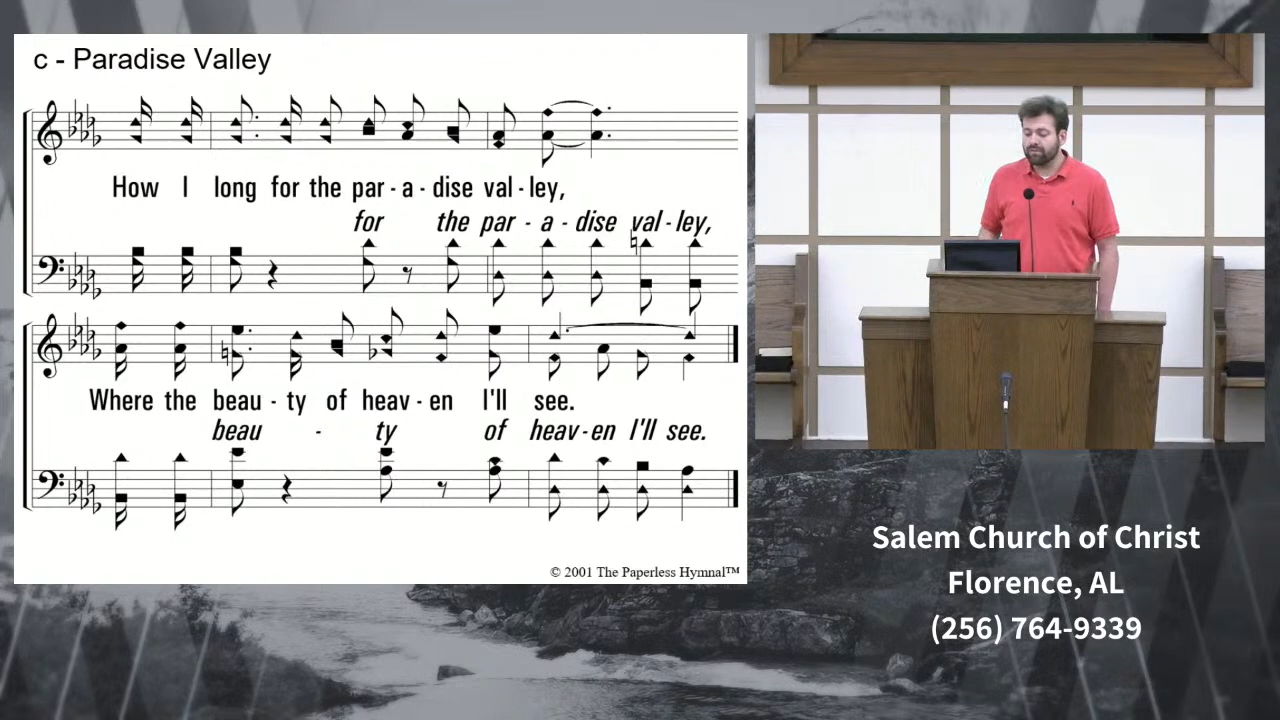 c - Paradise Valley
How I long for the par - a - dise val - ley,
for the par - a - dise val - ley,
Where the beau - ty of heav - en I'll see.
beau - ty of heav - en I'll see.
© 2001 The Paperless Hymnal™
Salem Church of Christ
Florence, AL
(256) 764-9339